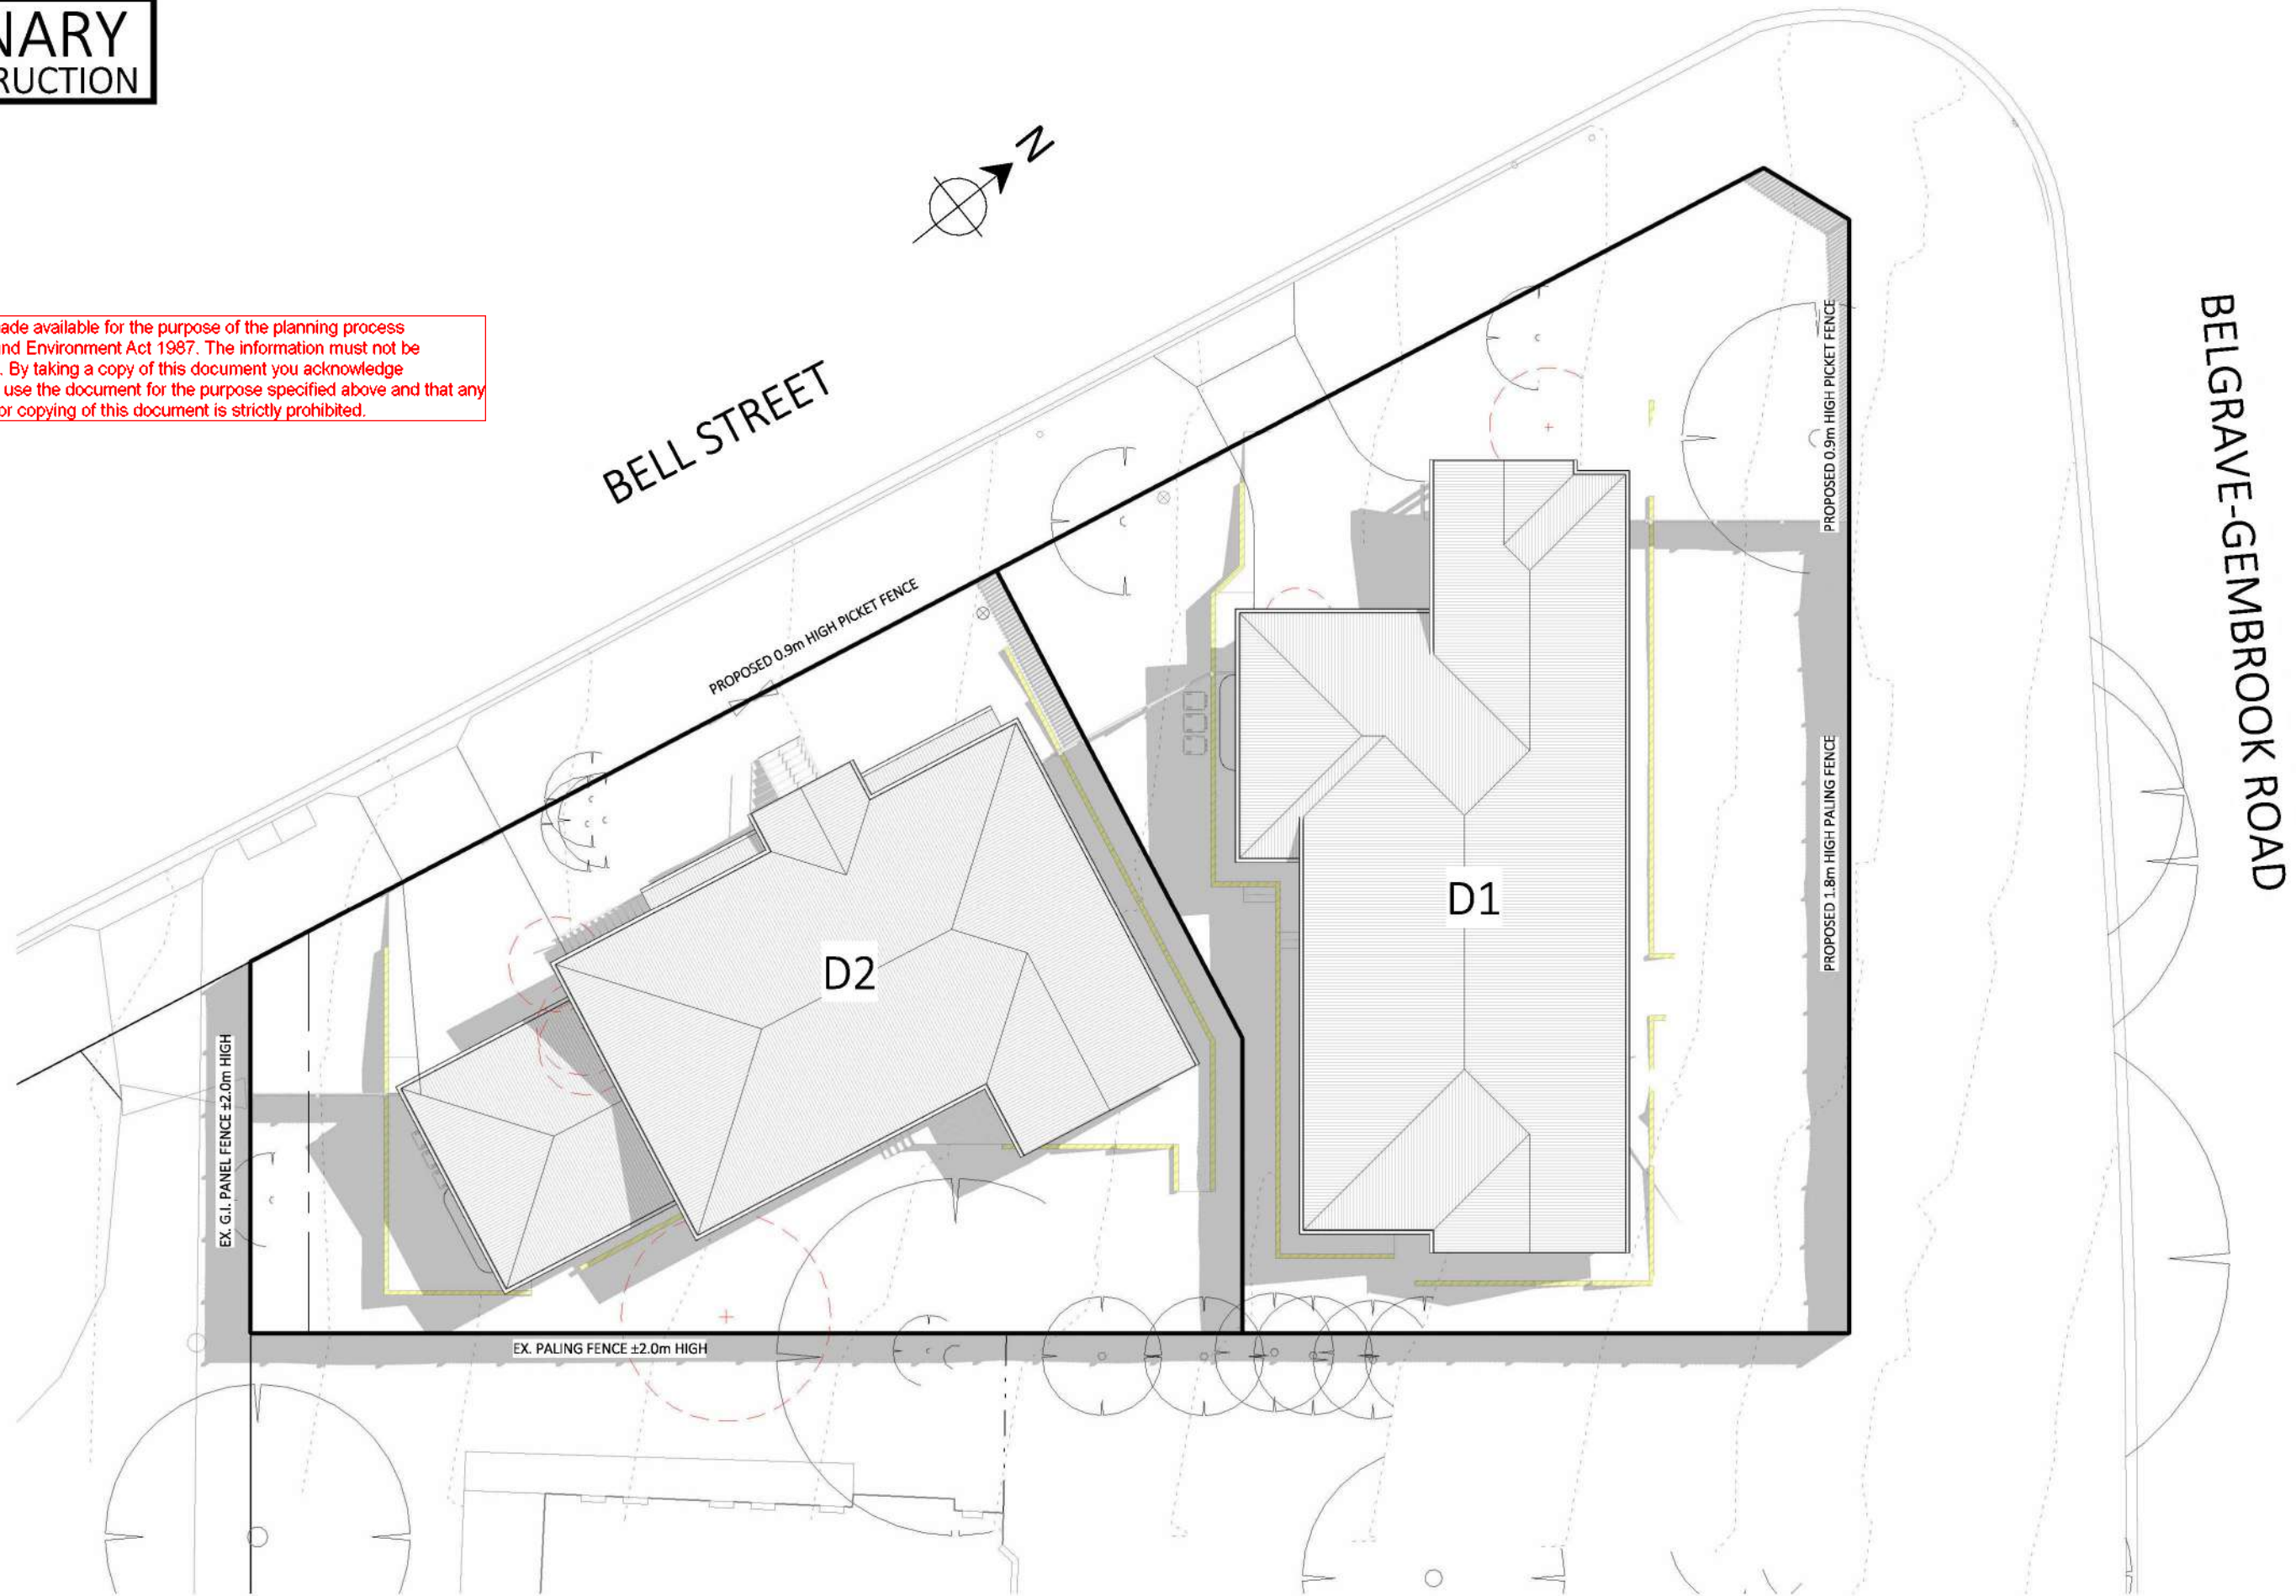 NARY
RUCTION
N
ade available for the purpose of the planning process
nd Environment Act 1987. The information must not be
. By taking a copy of this document you acknowledge
use the document for the purpose specified above and that any
or copying of this document is strictly prohibited.
BELL STREET
BELGRAVE-GEMBROOK ROAD
PROPOSED 0.9m HIGH PICKET FENCE
PROPOSED 0.9m HIGH PICKET FENCE
PROPOSED 1.8m HIGH PALING FENCE
D1
D2
EX. G.I. PANEL FENCE ±2.0m HIGH
EX. PALING FENCE ±2.0m HIGH